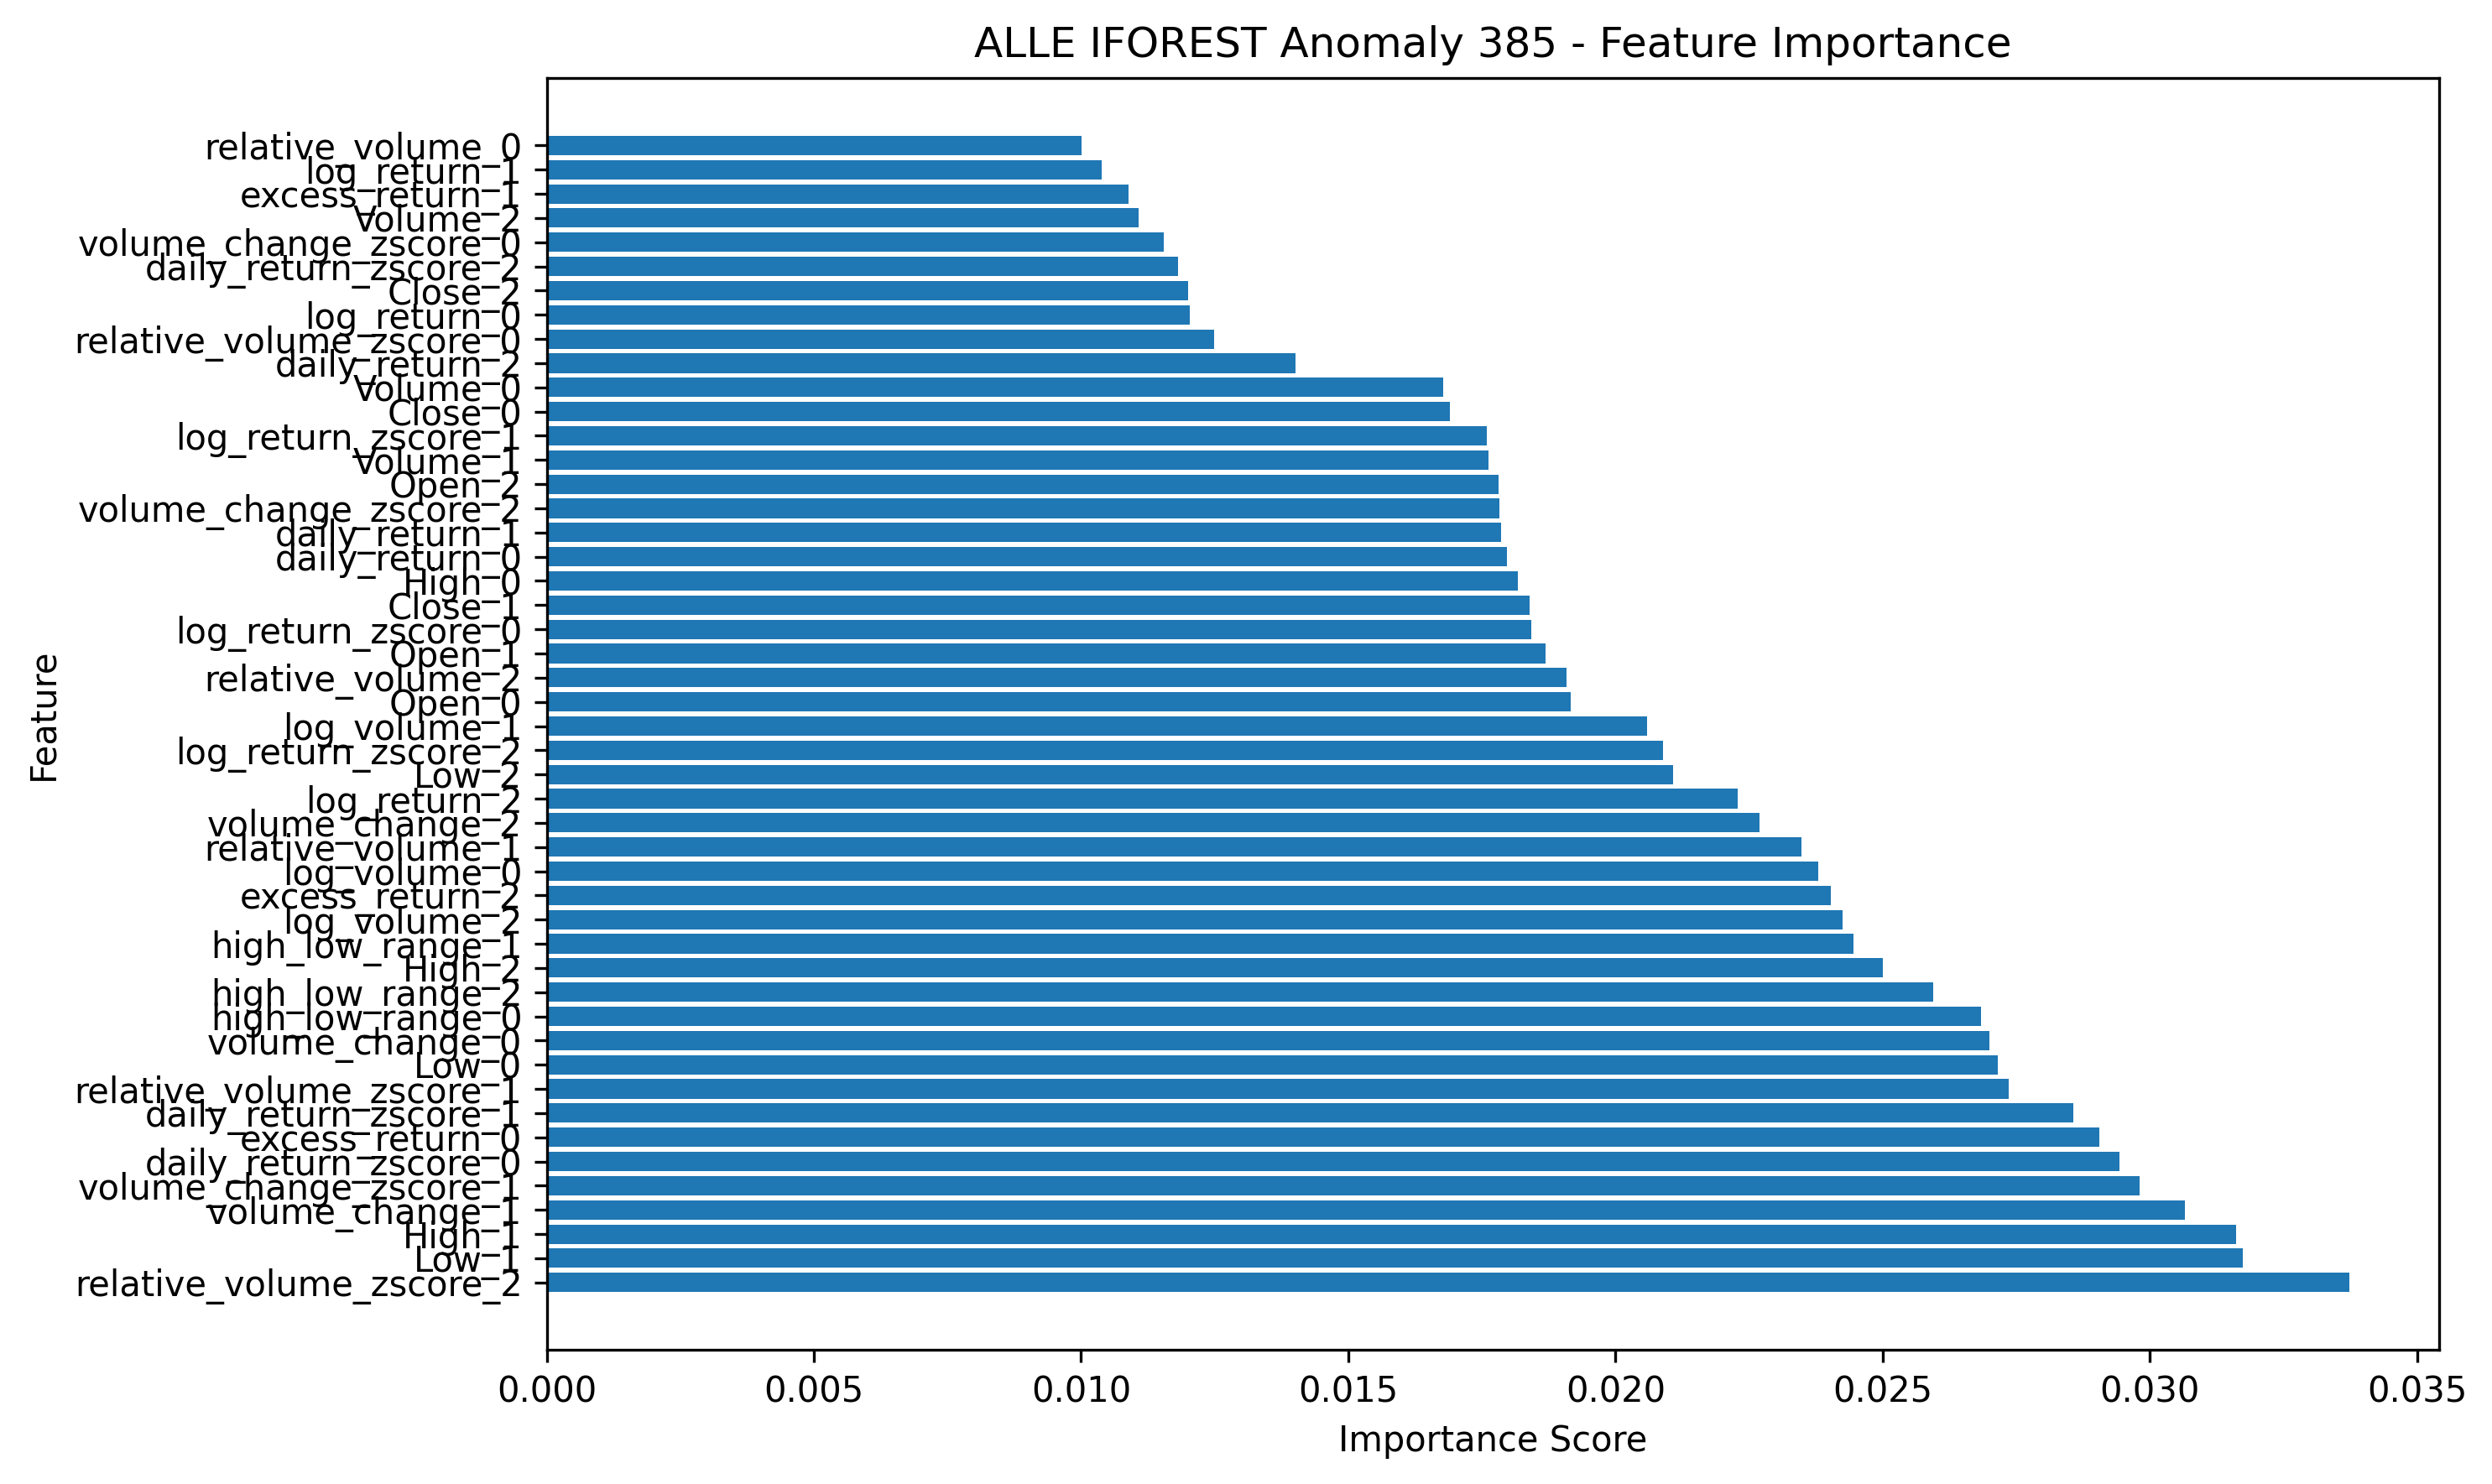 ALLE IFOREST Anomaly 385 - Feature Importance
relative_volume_0
log_return_1
excess_return_1
Volume_2
volume_change_zscore_0
daily_return_zscore_2
Close_2
log_return_0
relative_volume_zscore_0
daily_return_2
Volume_0
Close_0
log_return_zscore_1
Volume_1
Open_2
volume_change_zscore_2
daily_return_1
daily_return_0
High_0
Close_1
log_return_zscore_0
Open_1
relative_volume_2
Open_0
log_volume_1
log_return_zscore_2
Low_2
log_return_2
volume_change_2
relative_volume_1
log_volume_0
excess_return_2
log_volume_2
high_low_range_1
High_2
high_low_range_2
high_low_range_0
volume_change_0
Low_0
relative_volume_zscore_1
daily_return_zscore_1
excess_return_0
daily_return_zscore_0
volume_change_zscore_1
volume_change_1
High_1
Low_1
relative_volume_zscore_2
Feature
0.000 0.005 0.010 0.015 0.020 0.025 0.030 0.035
Importance Score